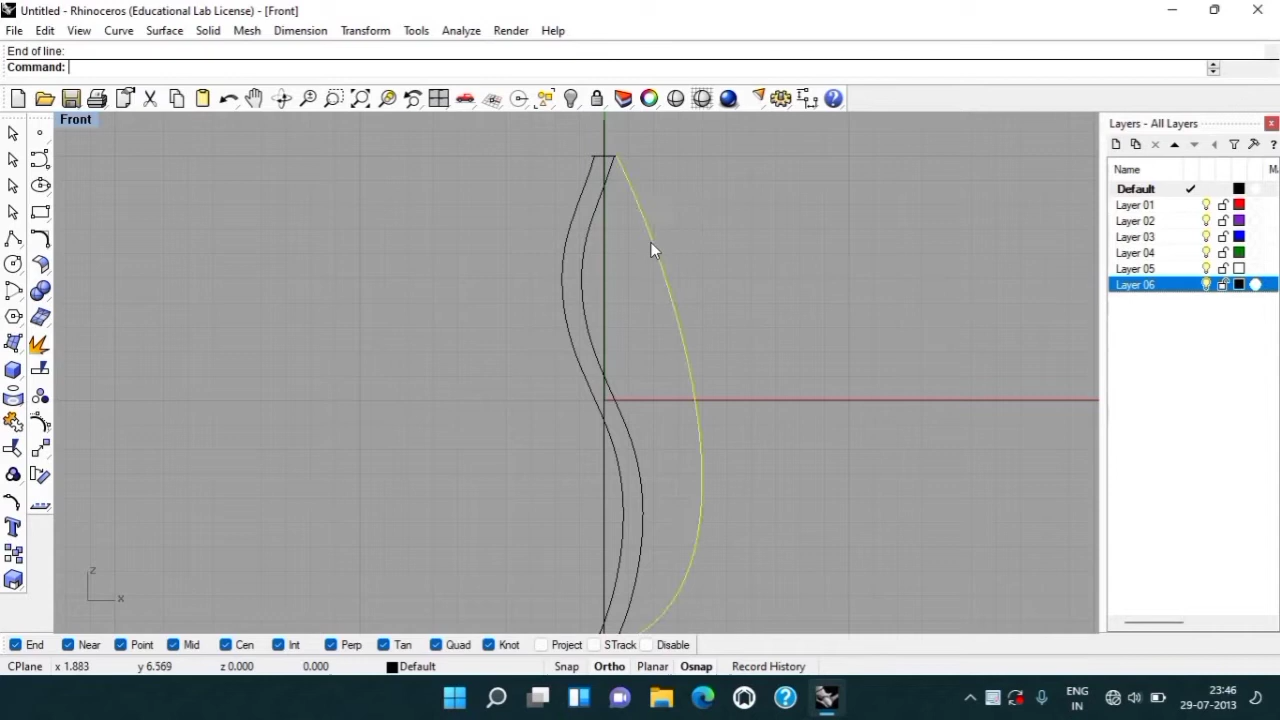 Untitled - Rhinoceros (Educational Lab License) - [Front]
File Edit View Curve Surface Solid Mesh Dimension Transform Tools Analyze Render Help
End of line:
Command:
Front
Layers - All Layers
Name
Default
Layer 01
Layer 02
Layer 03
Layer 04
Layer 05
Layer 06
z
x
End Near Point Mid Cen Int Perp Tan Quad Knot Project STrack Disable
CPlane x 1.883 y 6.569 z 0.000 0.000 Default Snap Ortho Planar Osnap Record History
ENG
IN
23:46
29-07-2013